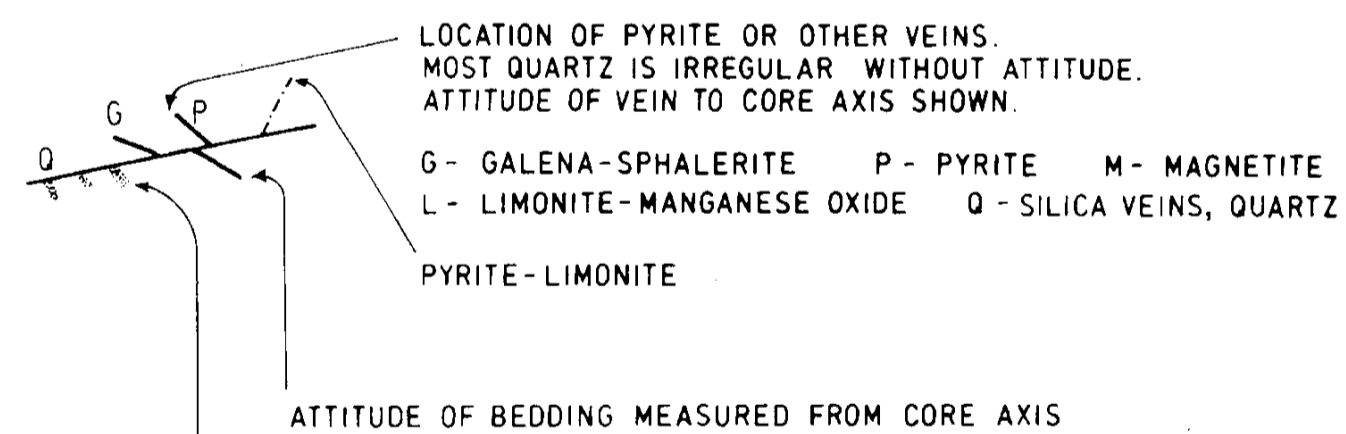 LOCATION OF PYRITE OR OTHER VEINS.
MOST QUARTZ IS IRREGULAR WITHOUT ATTITUDE.
ATTITUDE OF VEIN TO CORE AXIS SHOWN.
G P
Q
G - GALENA-SPHALERITE P - PYRITE M - MAGNETITE
L - LIMONITE-MANGANESE OXIDE Q - SILICA VEINS, QUARTZ
PYRITE-LIMONITE
ATTITUDE OF BEDDING MEASURED FROM CORE AXIS